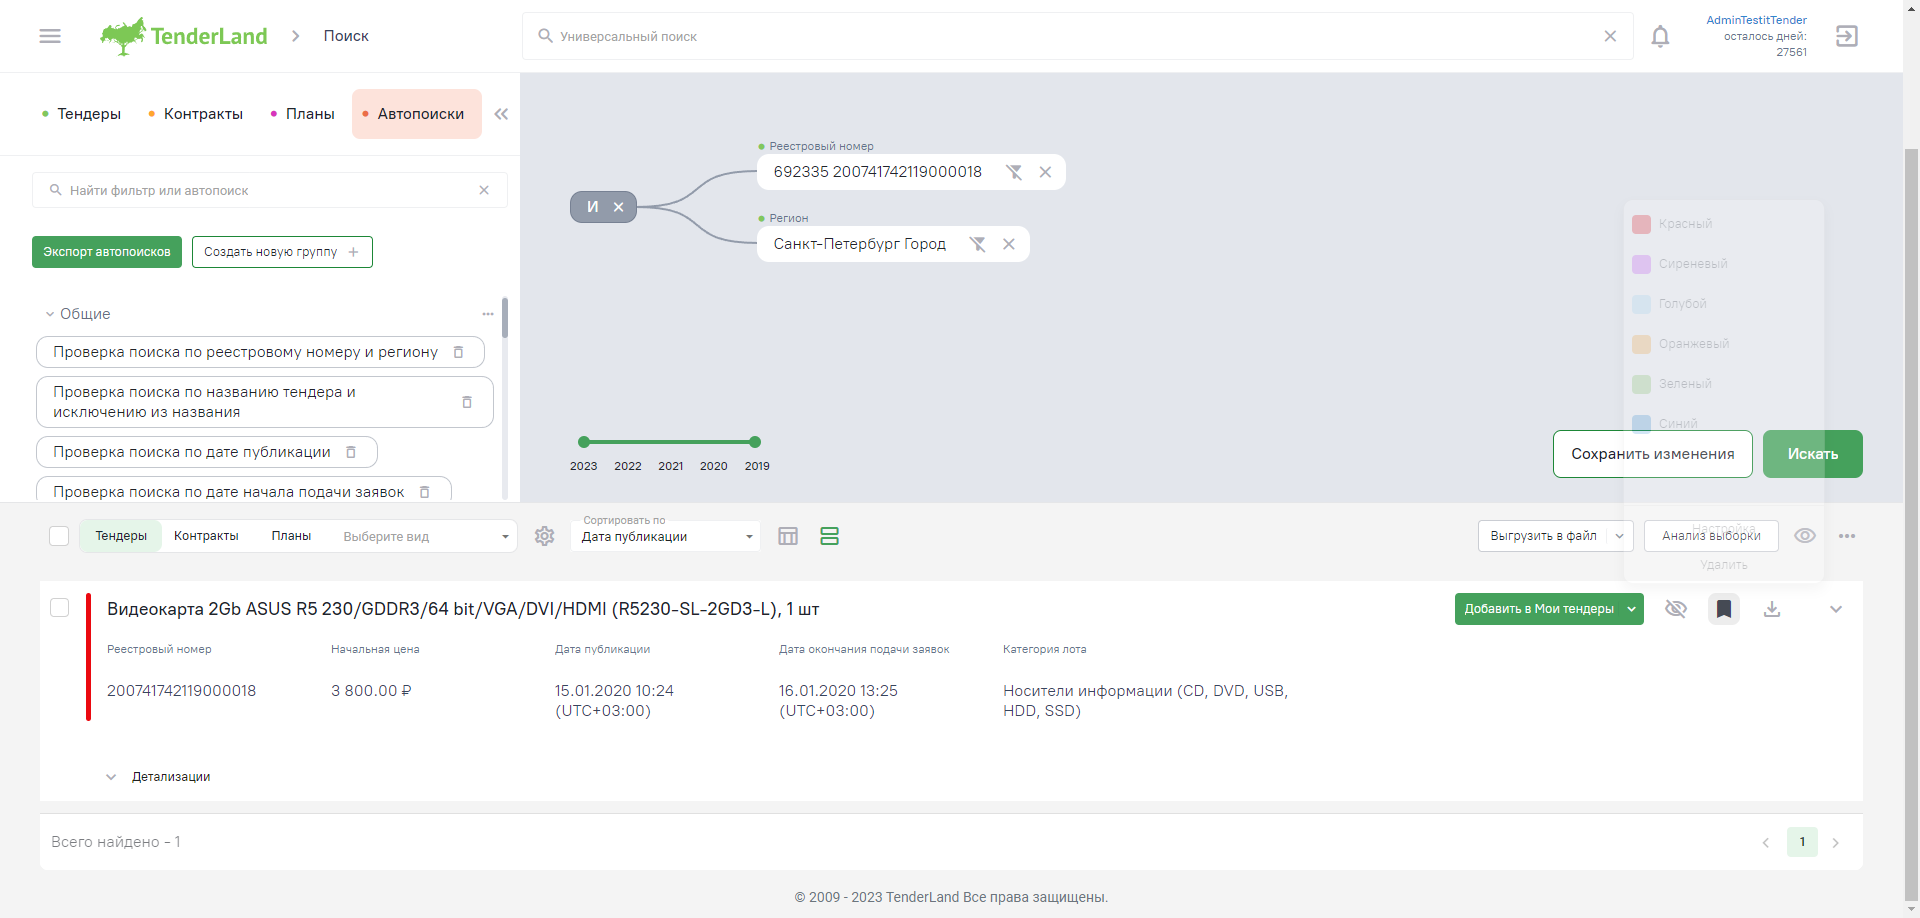 TenderLand
Поиск
Универсальный поиск
AdminTestitTender
осталось дней:
27561
Тендеры
Контракты
Планы
Автопоиски
Найти фильтр или автопоиск
Экспорт автопоисков
Создать новую группу
Общие
Проверка поиска по реестровому номеру и региону
Проверка поиска по названию тендера и
исключению из названия
Проверка поиска по дате публикации
Проверка поиска по дате начала подачи заявок
И
Реестровый номер
692335 200741742119000018
Регион
Санкт-Петербург Город
2023 2022 2021 2020 2019
Красный
Сиреневый
Голубой
Оранжевый
Зеленый
Синий
Сохранить изменения
Искать
Тендеры
Контракты
Планы
Выберите вид
Сортировать по
Дата публикации
Выгрузить в файл
Настройка
Анализ выборки
Удалить
Видеокарта 2Gb ASUS R5 230/GDDR3/64 bit/VGA/DVI/HDMI (R5230-SL-2GD3-L), 1 шт
Добавить в Мои тендеры
Реестровый номер
200741742119000018
Начальная цена
3 800.00 ₽
Дата публикации
15.01.2020 10:24
(UTC+03:00)
Дата окончания подачи заявок
16.01.2020 13:25
(UTC+03:00)
Категория лота
Носители информации (CD, DVD, USB,
HDD, SSD)
Детализации
Всего найдено - 1
1
© 2009 - 2023 TenderLand Все права защищены.